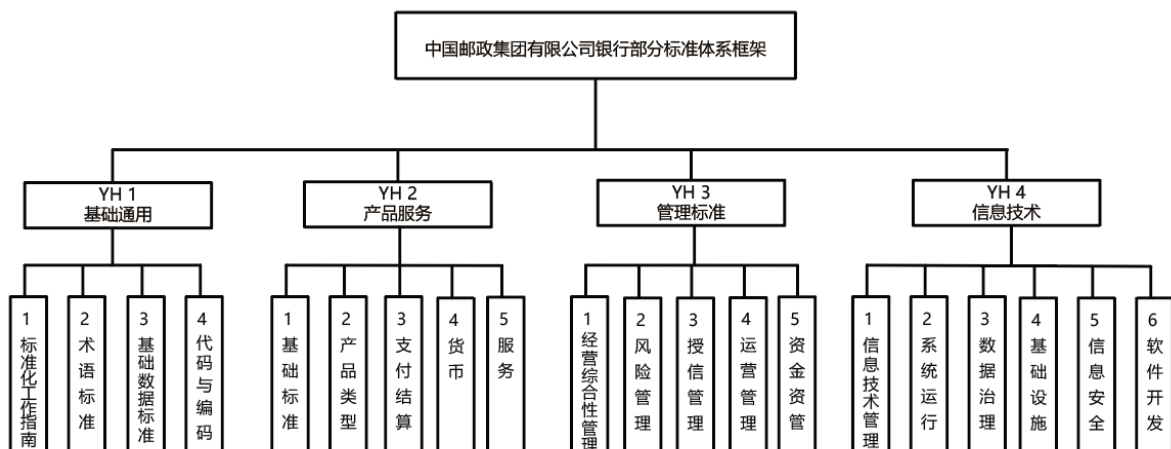 中国邮政集团有限公司银行部分标准体系框架
YH 1
基础通用
YH 2
产品服务
YH 3
管理标准
YH 4
信息技术
1标准化工作指南
2术语标准
3基础数据标准
4代码与编码
1基础标准
2产品类型
3支付结算
4货币
5服务
1经营综合性管理
2风险管理
3授信管理
4运营管理
5资金资管
1信息技术管理
2系统运行
3数据治理
4基础设施
5信息安全
6软件开发